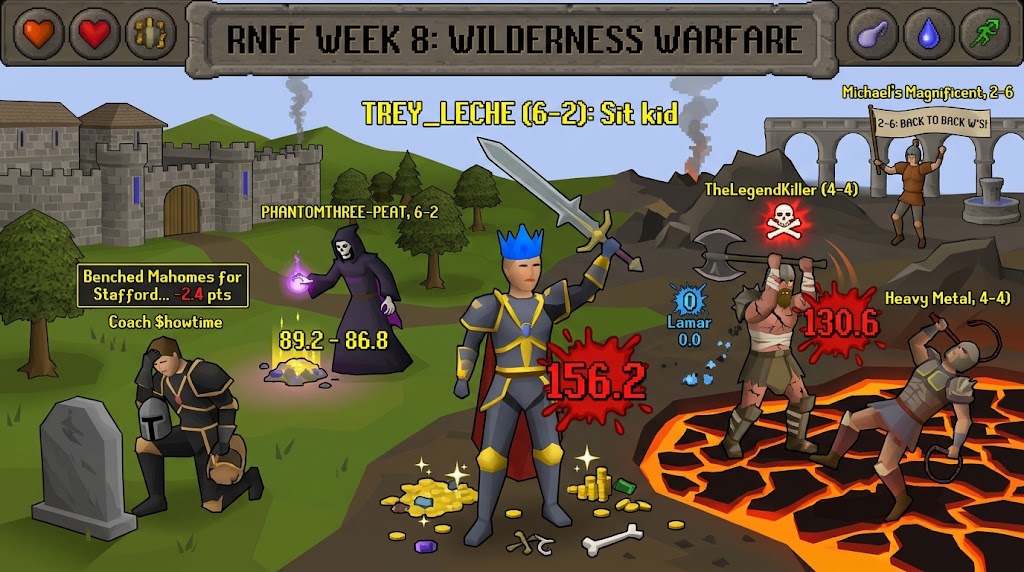 RNFF WEEK 8: WILDERNESS WARFARE
Michael's Magnificent, 2-6
2-6: BACK TO BACK W'S!
TREY_LECHE (6-2): Sit kid
TheLegendKiller (4-4)
PHANTOMTHREE-PEAT, 6-2
Benched Mahomes for
Stafford... -2.4 pts
Coach $howtime
0
Lamar
0.0
130.6
Heavy Metal, 4-4)
89.2 - 86.8
156.2